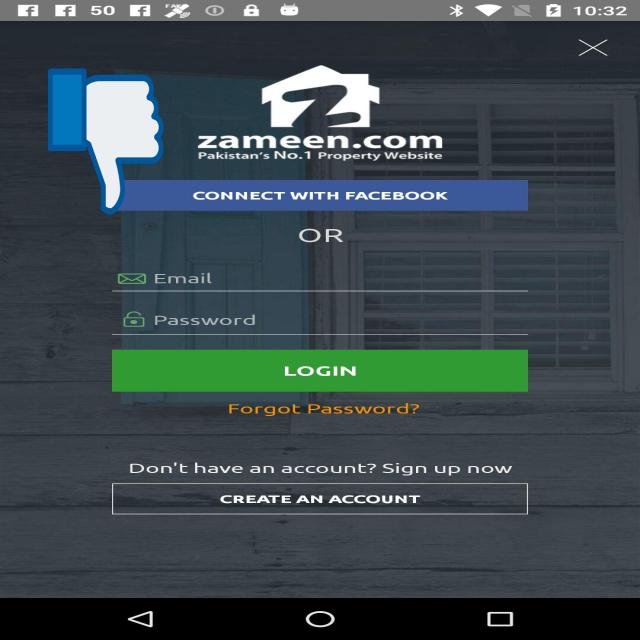 50
10:32
zameen.com
Pakistan's No.1 Property Website
CONNECT WITH FACEBOOK
OR
Email
Password
LOGIN
Forgot Password?
Don't have an account? Sign up now
CREATE AN ACCOUNT